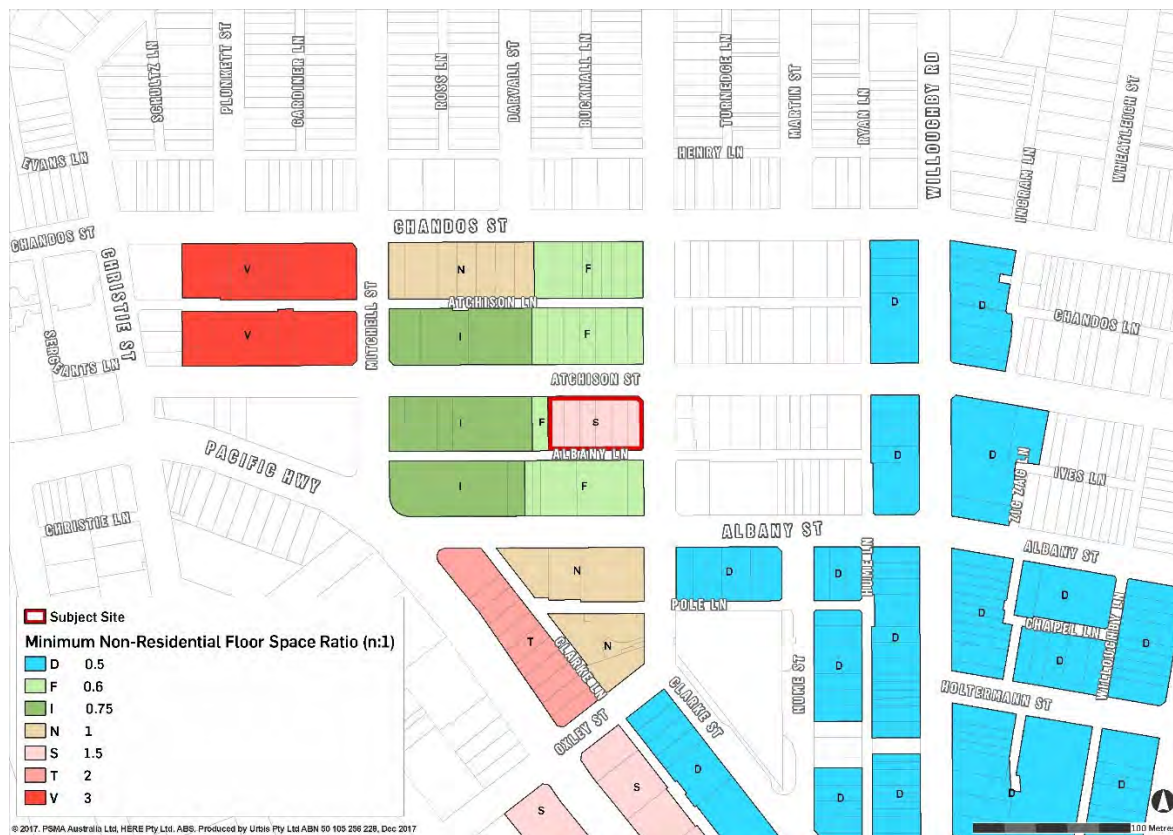 SCHULTZ LN
PLUNKETT ST
GARDINER LN
ROSS LN
DARVALL ST
BUCKNALL LN
TURNEDGE LN
MARTIN ST
RYAN LN
WILLOUGHBY RD
INGRAM LN
WHEATLEIGH ST
EVANS LN
HENRY LN
CHANDOS ST
CHANDOS ST
CHRISTIE ST
V
N
F
D
D
ATCHISON LN
CHANDOS LN
MITCHELL ST
V
I
F
SERGEANTS LN
ATCHISON ST
I
F
S
D
D
ALBANY LN
PACIFIC HWY
ZIG ZAG LN
IVES LN
I
F
CHRISTIE LN
ALBANY ST
ALBANY ST
N
D
D
HUME LN
D
D
POLE LN
CHAPEL LN
WILLOUGHBY LN
T
CLARKE LN
N
D
D
D
D
HUME ST
CLARKE ST
HOLTERMANN ST
OXLEY ST
S
D
S
D
D
D
Subject Site
Minimum Non-Residential Floor Space Ratio (n:1)
D 0.5
F 0.6
I 0.75
N 1
S 1.5
T 2
V 3
100 Metres
© 2017. PSMA Australia Ltd, HERE Pty Ltd. ABS. Produced by Urbis Pty Ltd ABN 50 105 256 228, Dec 2017